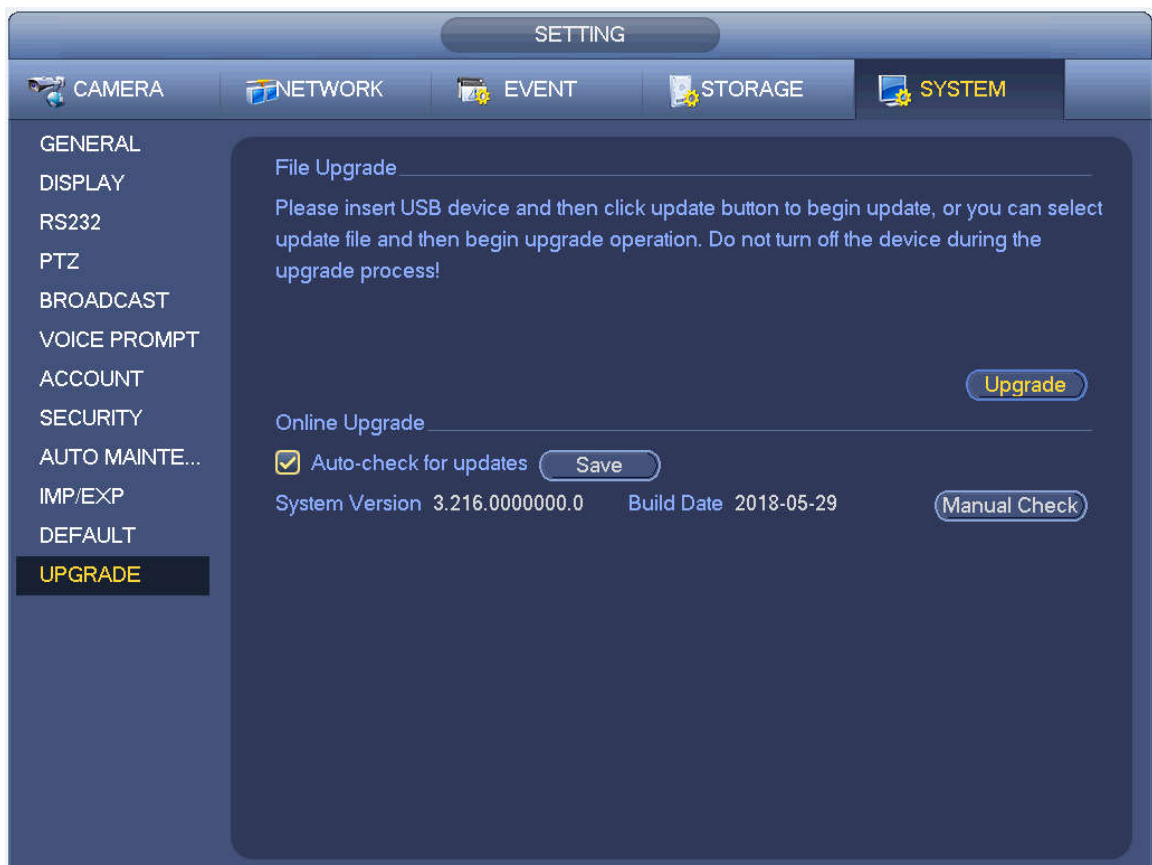 SETTING
CAMERA NETWORK EVENT STORAGE SYSTEM
GENERAL
DISPLAY
RS232
PTZ
BROADCAST
VOICE PROMPT
ACCOUNT
SECURITY
AUTO MAINTE...
IMP/EXP
DEFAULT
UPGRADE
File Upgrade
Please insert USB device and then click update button to begin update, or you can select
update file and then begin upgrade operation. Do not turn off the device during the
upgrade process!
Upgrade
Online Upgrade
Auto-check for updates Save
System Version 3.216.0000000.0 Build Date 2018-05-29 Manual Check